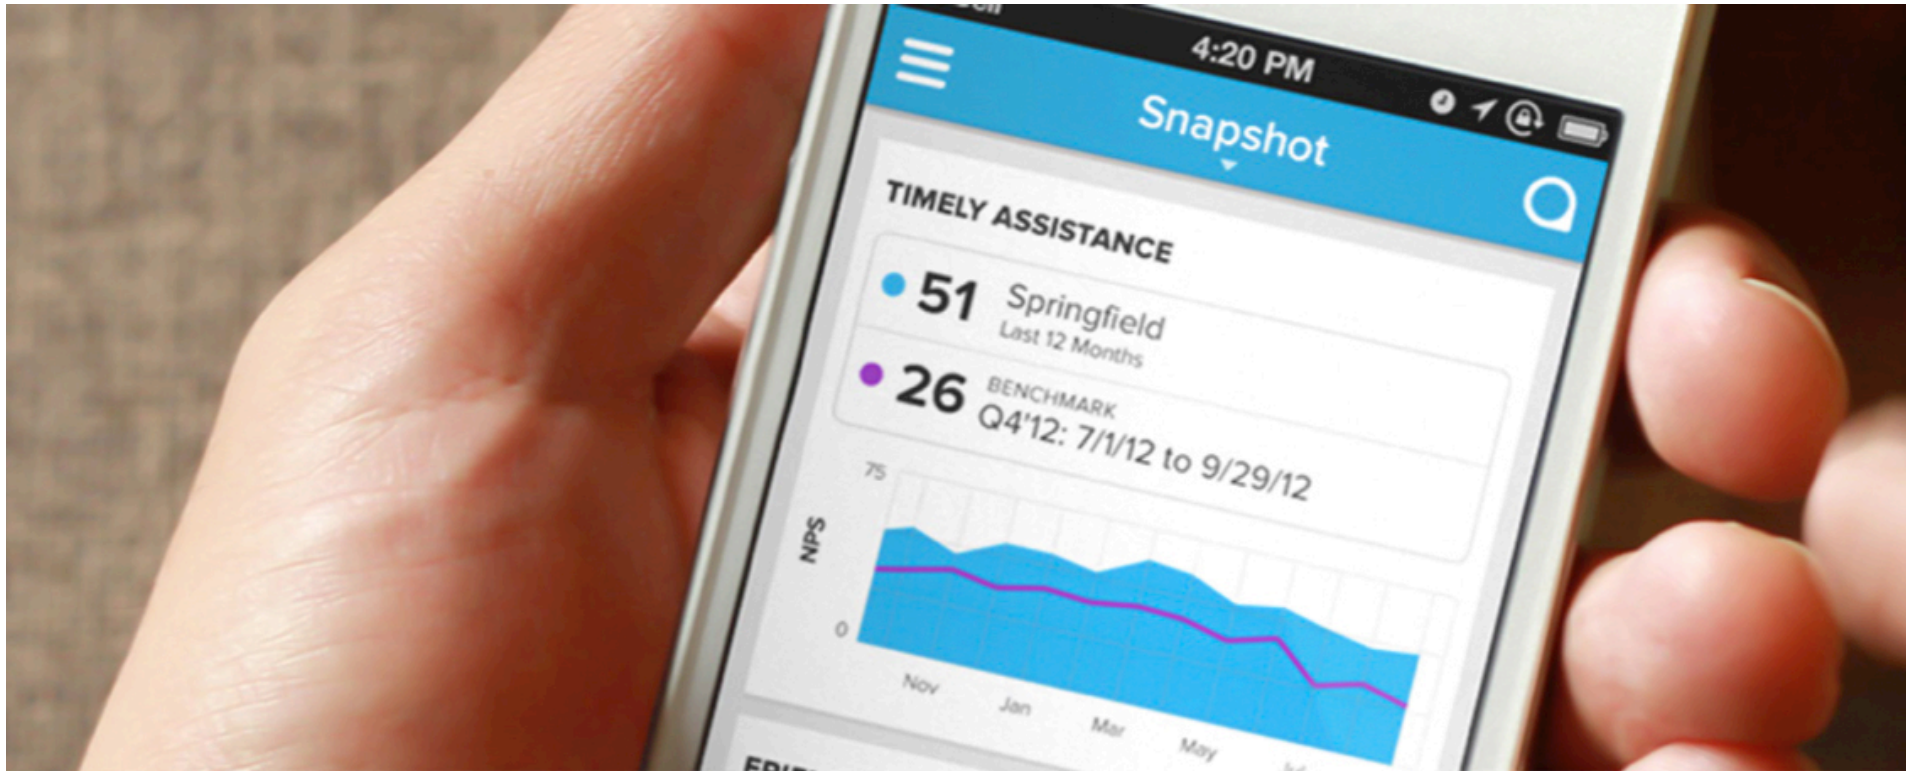 4:20 PM
Snapshot
TIMELY ASSISTANCE
51 Springfield
Last 12 Months
26 BENCHMARK
Q4'12: 7/1/12 to 9/29/12
75
NPS
0
Nov Jan Mar May